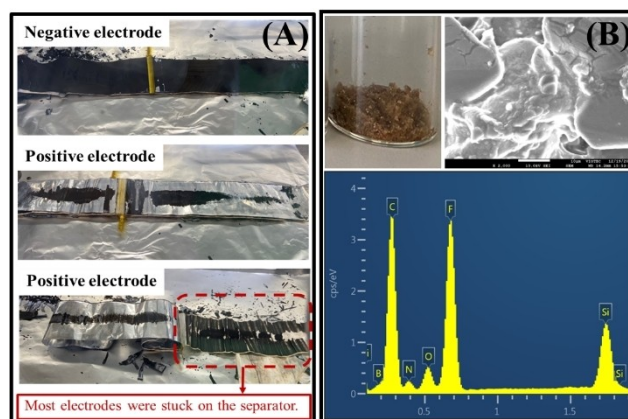 Negative electrode
(A)
Positive electrode
Positive electrode
Most electrodes were stuck on the separator.
(B)
4
3
2
1
0
cps/eV
C
F
Si
i
B
N
O
Si
0.5
1.5